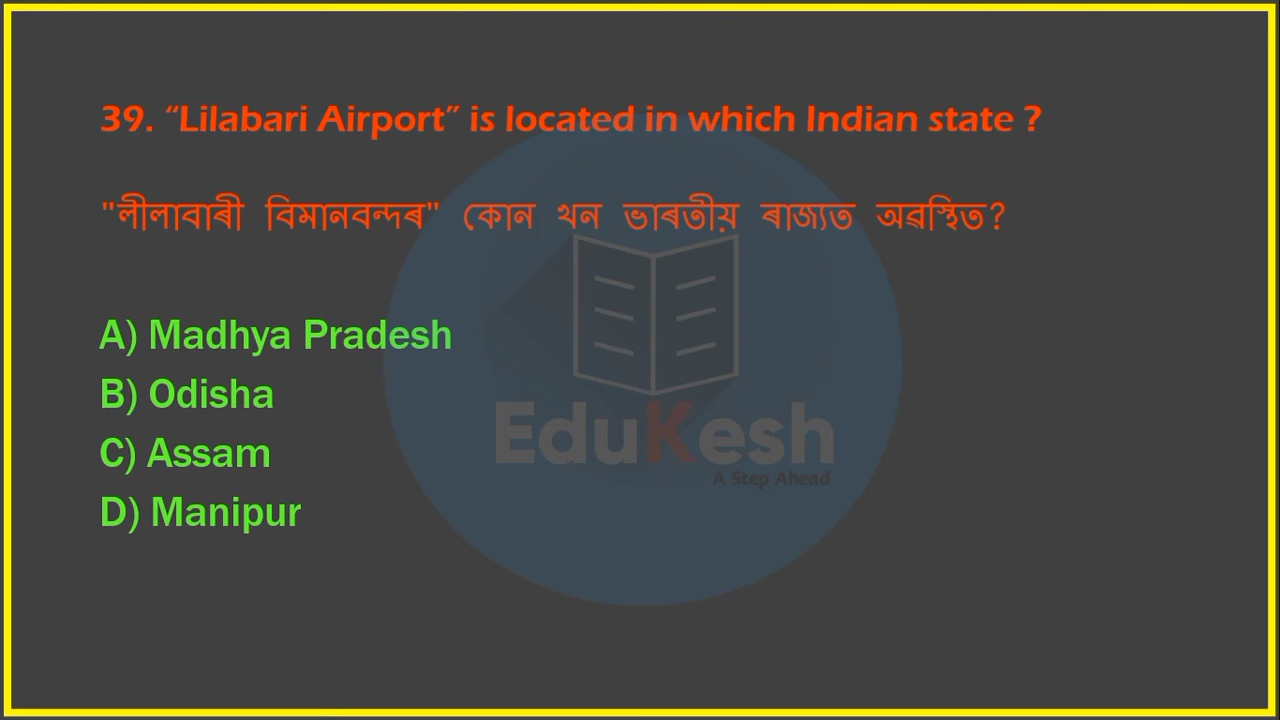 39. “Lilabari Airport” is located in which Indian state ?
"লীলাবাৰী বিমানবন্দৰ" কোন খন ভাৰতীয় ৰাজ্যত অৱস্থিত?
A) Madhya Pradesh
B) Odisha
C) Assam
D) Manipur
EduKesh
A Step Ahead